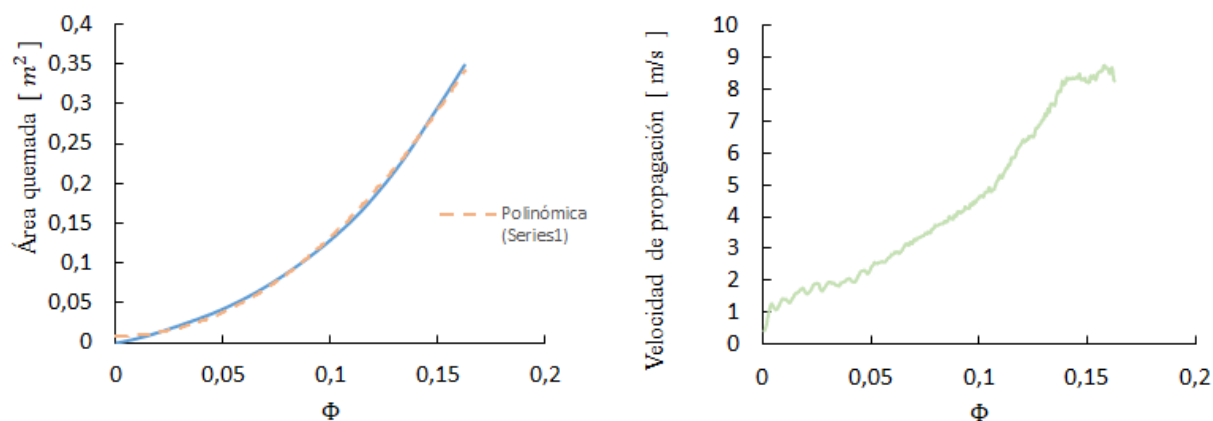 Área quemada [ m² ]
0,4
0,35
0,3
0,25
0,2
0,15
0,1
0,05
0
0 0,05 0,1 0,15 0,2
Φ
Polinómica
(Series1)
Velocidad de propagación [ m/s ]
10
9
8
7
6
5
4
3
2
1
0
0 0,05 0,1 0,15 0,2
Φ